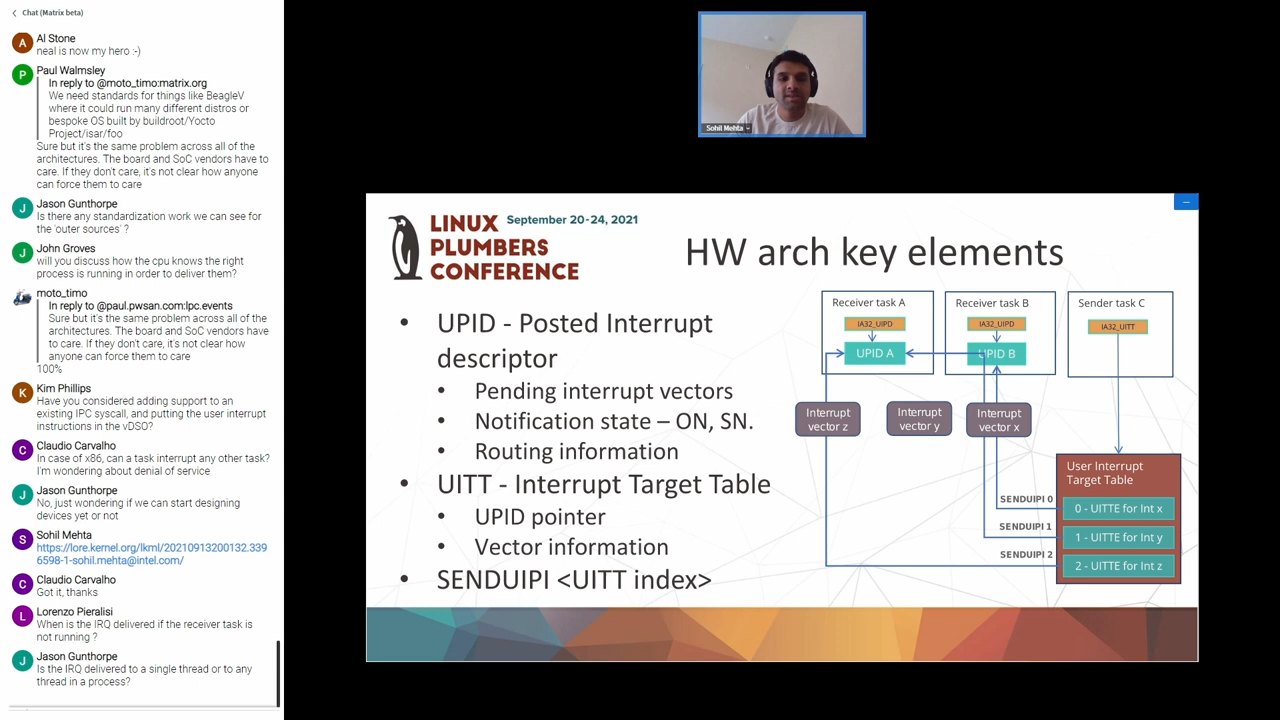 Chat (Matrix beta)
Al Stone
neal is now my hero :-)
Paul Walmsley
In reply to @moto_timo:matrix.org
We need standards for things like BeagleV
where it could run many different distros or
bespoke OS built by buildroot/Yocto
Project/isar/foo
Sure but it's the same problem across all of the
architectures. The board and SoC vendors have to
care. If they don't care, it's not clear how anyone
can force them to care
Jason Gunthorpe
Is there any standardization work we can see for
the 'outer sources' ?
John Groves
will you discuss how the cpu knows the right
process is running in order to deliver them?
moto_timo
In reply to @paul.pwsan.com:lpc.events
Sure but it's the same problem across all of the
architectures. The board and SoC vendors have to
care. If they don't care, it's not clear how
anyone can force them to care
100%
Kim Phillips
Have you considered adding support to an
existing IPC syscall, and putting the user interrupt
instructions in the vDSO?
Claudio Carvalho
In case of x86, can a task interrupt any other task?
I'm wondering about denial of service
Jason Gunthorpe
No, just wondering if we can start designing
devices yet or not
Sohil Mehta
https://lore.kernel.org/lkml/20210913200132.339
6598-1-sohil.mehta@intel.com/
Claudio Carvalho
Got it, thanks
Lorenzo Pieralisi
When is the IRQ delivered if the receiver task is
not running ?
Jason Gunthorpe
Is the IRQ delivered to a single thread or to any
thread in a process?
Sohil Mehta
LINUX
PLUMBERS
CONFERENCE
September 20-24, 2021
HW arch key elements
• UPID - Posted Interrupt
descriptor
• Pending interrupt vectors
• Notification state – ON, SN.
• Routing information
• UITT - Interrupt Target Table
• UPID pointer
• Vector information
• SENDUIPI <UITT index>
Receiver task A
IA32_UIPD
UPID A
Receiver task B
IA32_UIPD
UPID B
Sender task C
IA32_UITT
Interrupt
vector z
Interrupt
vector y
Interrupt
vector x
User Interrupt
Target Table
SENDUIPI 0
0 - UITTE for Int x
SENDUIPI 1
1 - UITTE for Int y
SENDUIPI 2
2 - UITTE for Int z